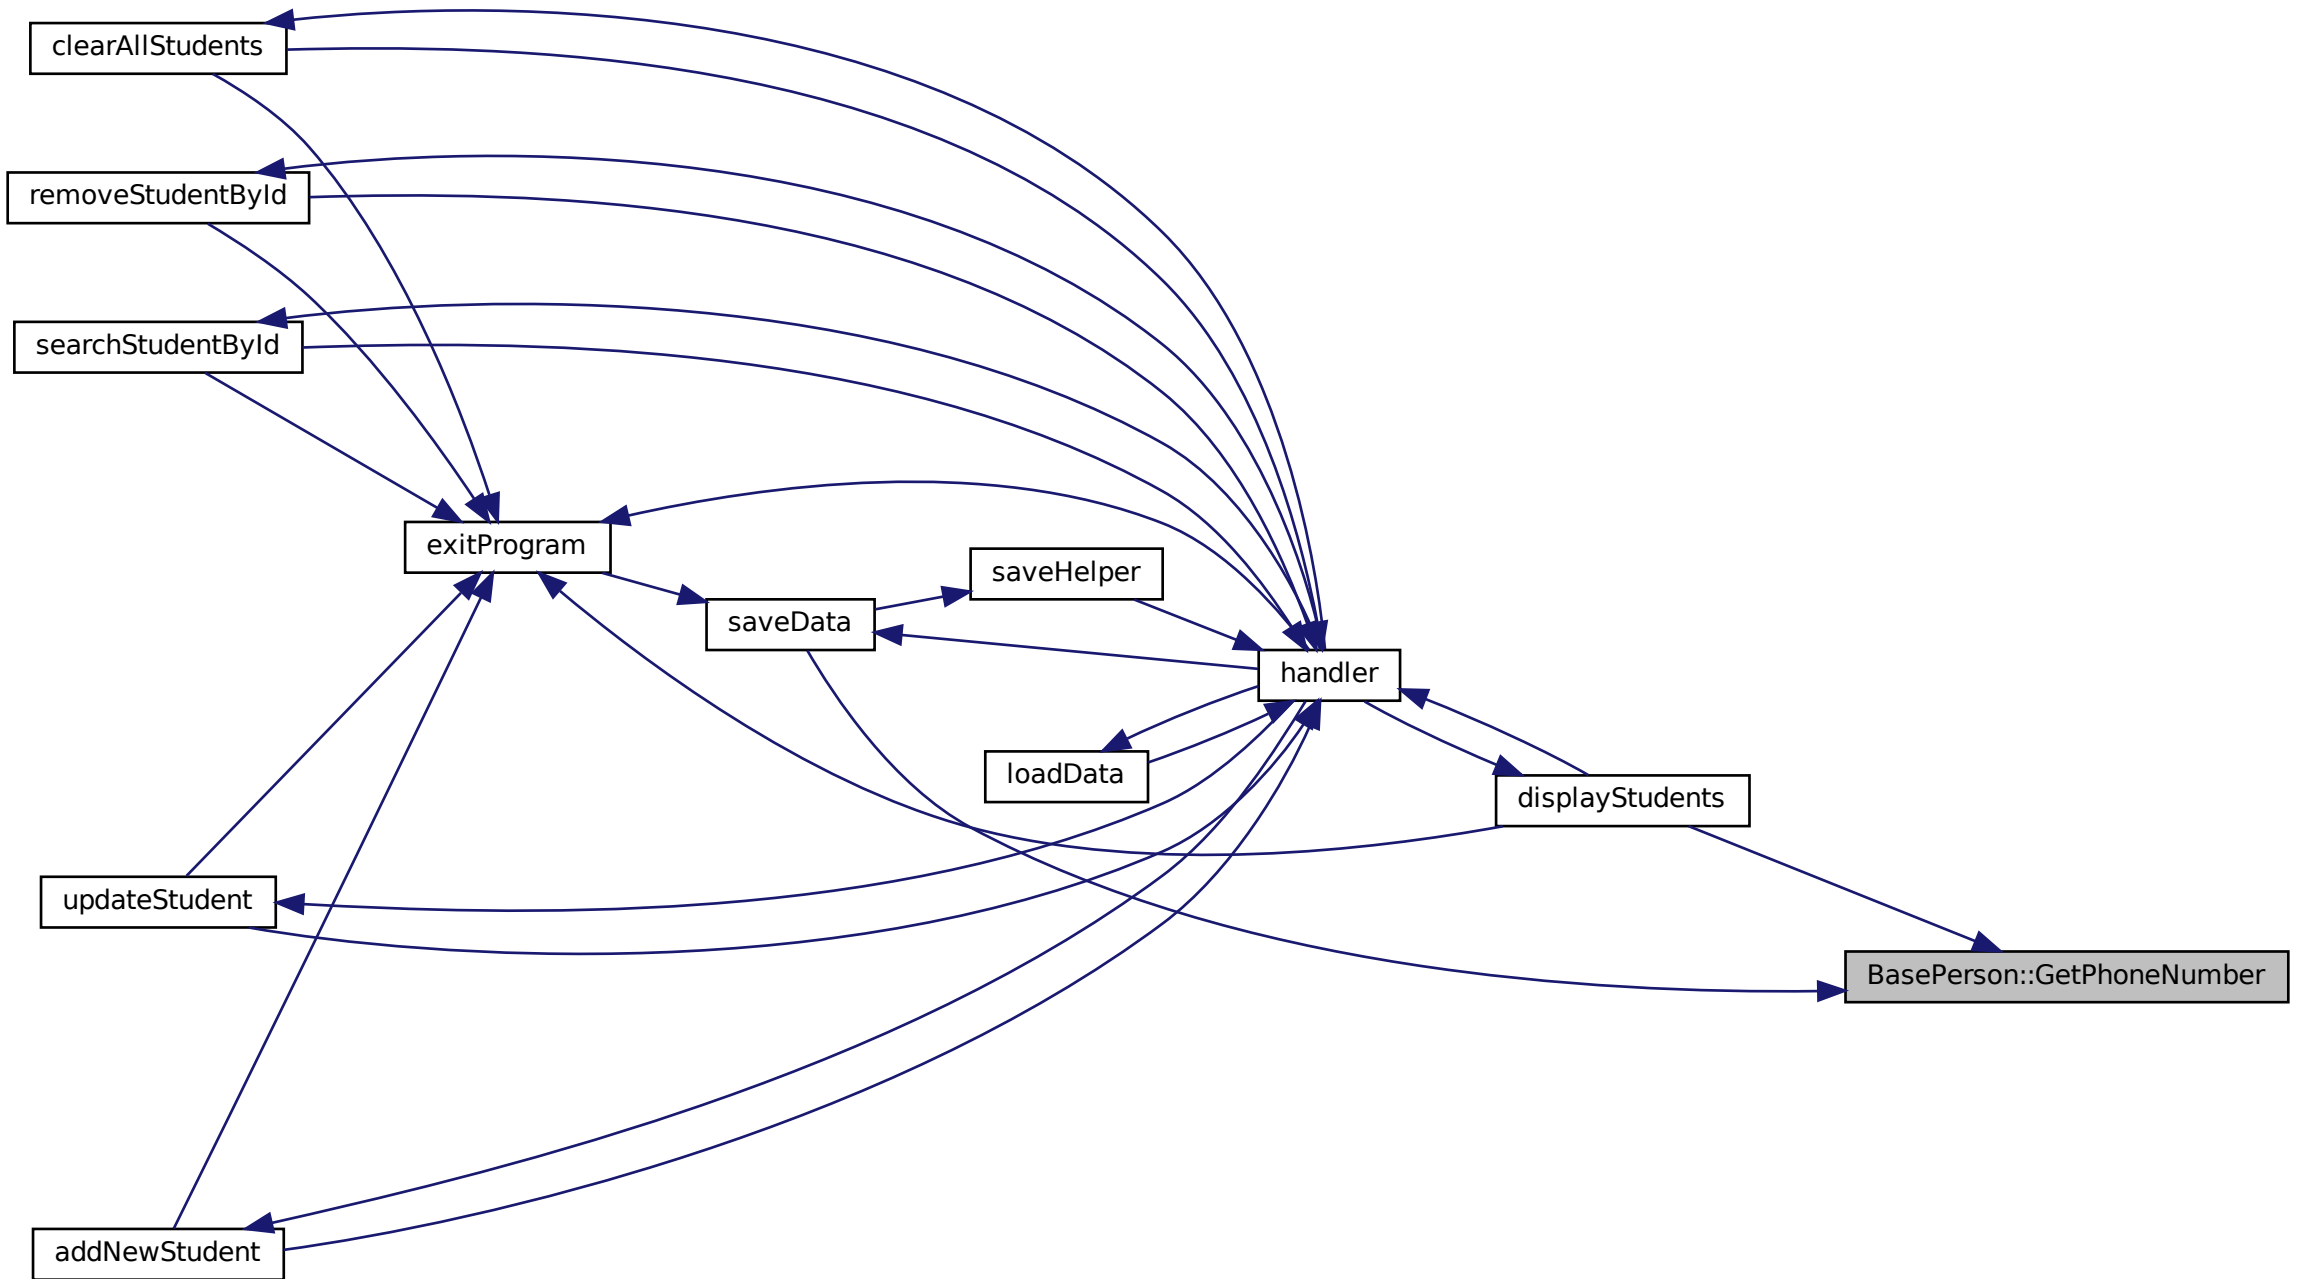 clearAllStudents
removeStudentById
searchStudentById
exitProgram
saveHelper
saveData
handler
loadData
displayStudents
updateStudent
BasePerson::GetPhoneNumber
addNewStudent